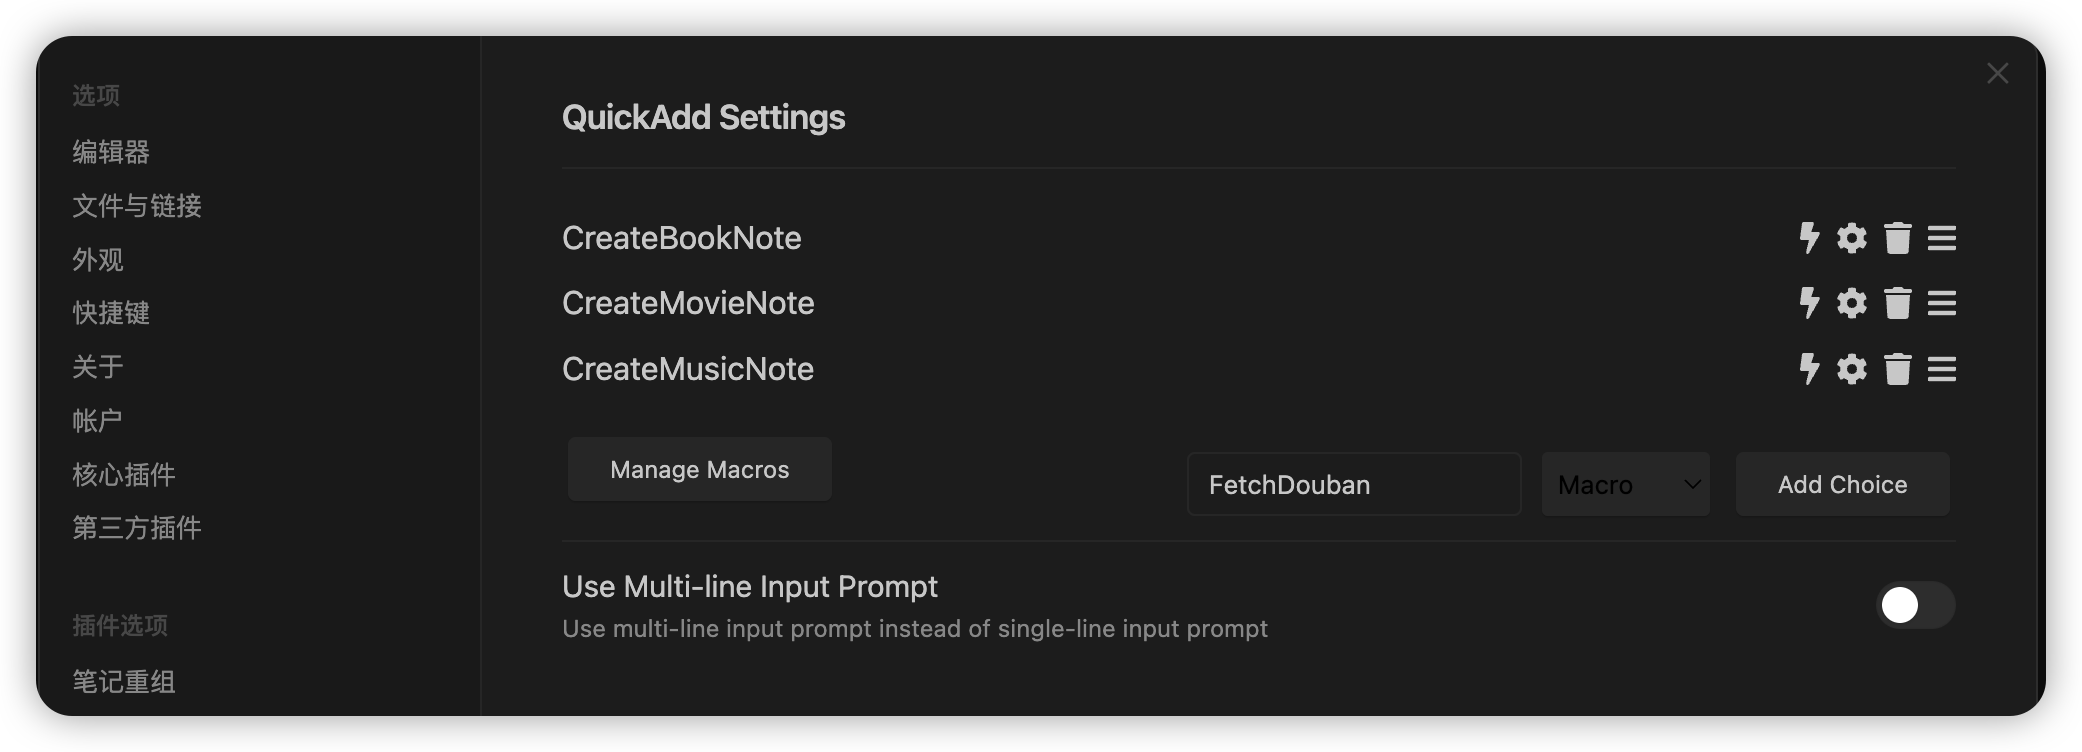 选项
编辑器
文件与链接
外观
快捷键
关于
帐户
核心插件
第三方插件
插件选项
笔记重组
QuickAdd Settings
CreateBookNote
CreateMovieNote
CreateMusicNote
Manage Macros
FetchDouban
Macro
Add Choice
Use Multi-line Input Prompt
Use multi-line input prompt instead of single-line input prompt